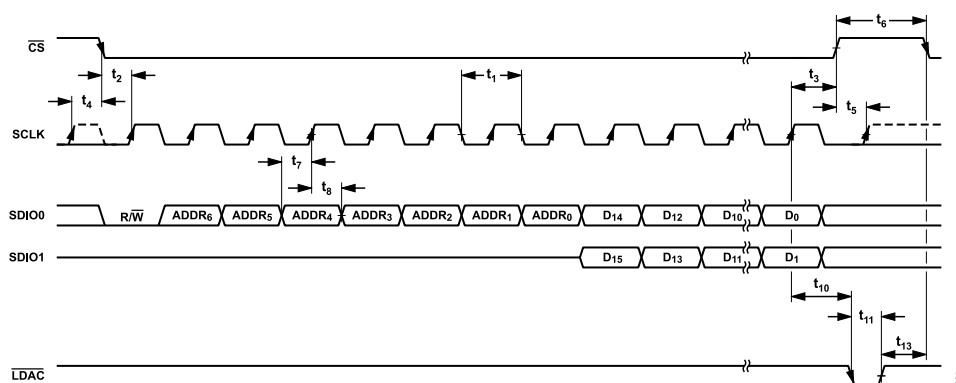 t6
CS
t2
t1
t3
t4
t5
SCLK
t7
t8
SDIO0 R/W ADDR6 ADDR5 ADDR4 ADDR3 ADDR2 ADDR1 ADDR0 D14 D12 D10 D0
SDIO1 D15 D13 D11 D1
t10
t11
t13
LDAC